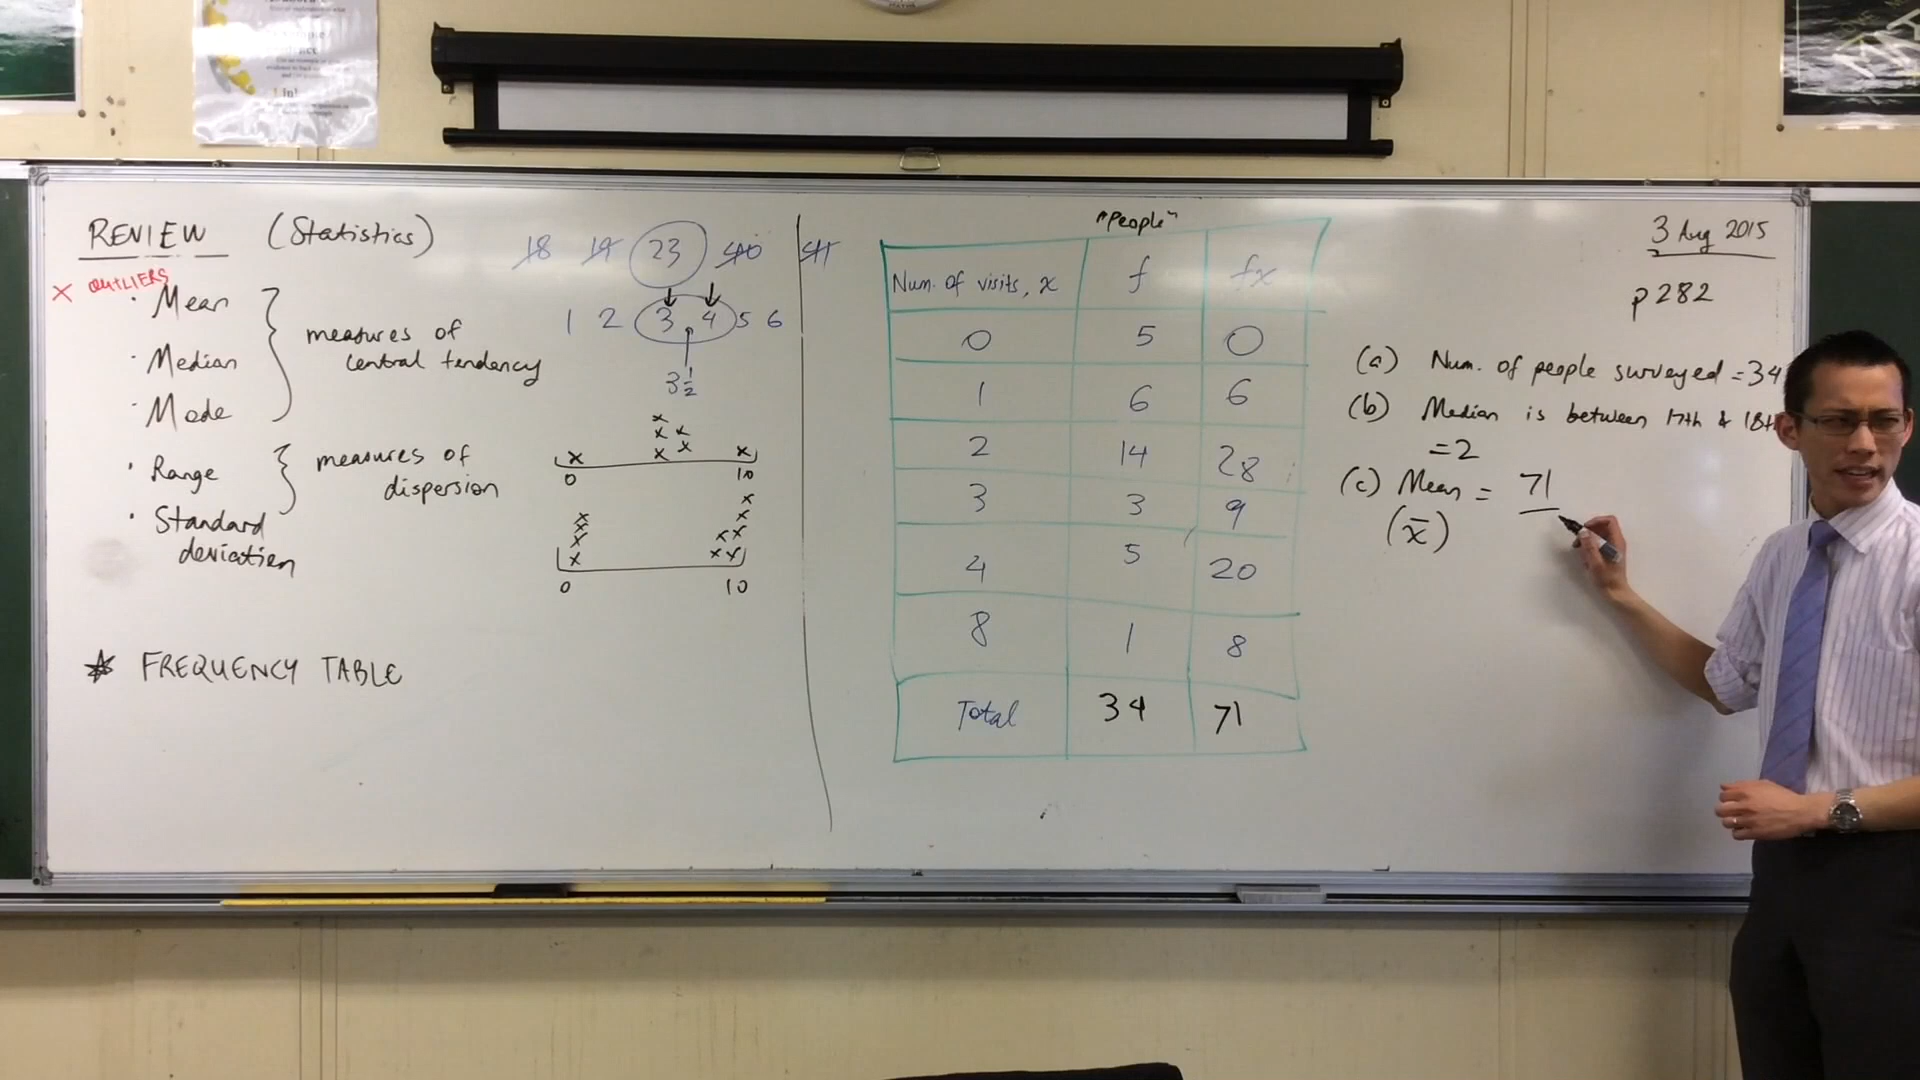 REVIEW (Statistics)
× OUTLIERS
· Mean
· Median
· Mode
measures of
central tendency
· Range
· Standard
deviation
measures of
dispersion
★ FREQUENCY TABLE
18 19 23 40 41
1 2 3 4 5 6
3 1/2
0 10
0 10
"People"
Num. of visits, x f fx
0 5 0
1 6 6
2 14 28
3 3 9
4 5 20
8 1 8
Total 34 71
3 Aug 2015
p282
(a) Num. of people surveyed = 34
(b) Median is between 17th & 18th
= 2
(c) Mean = 71
(x̄)